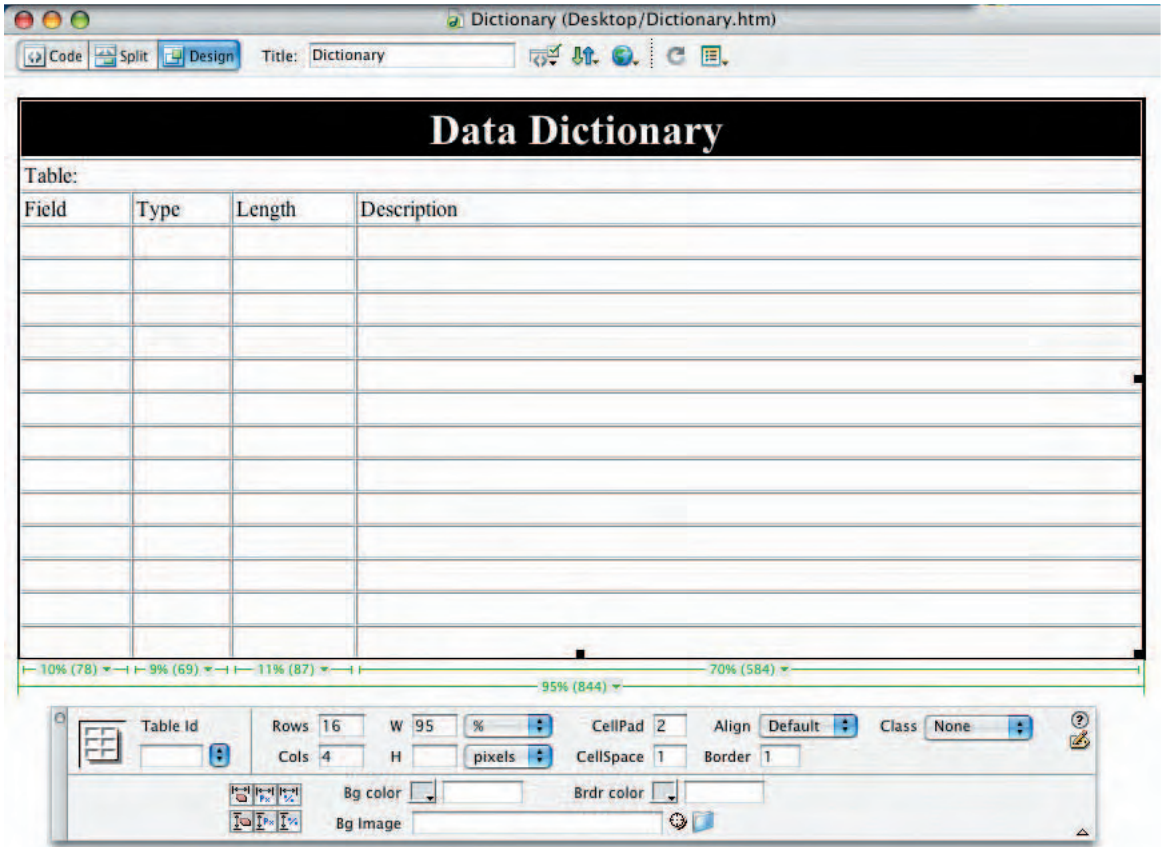 Dictionary (Desktop/Dictionary.htm)
Code Split Design Title: Dictionary
Data Dictionary
Table:
Field Type Length Description
10% (78) 9% (69) 11% (87) 70% (584)
95% (844)
Table Id Rows 16 W 95 % CellPad 2 Align Default Class None
Cols 4 H pixels CellSpace 1 Border 1
Bg color Brdr color
Bg Image